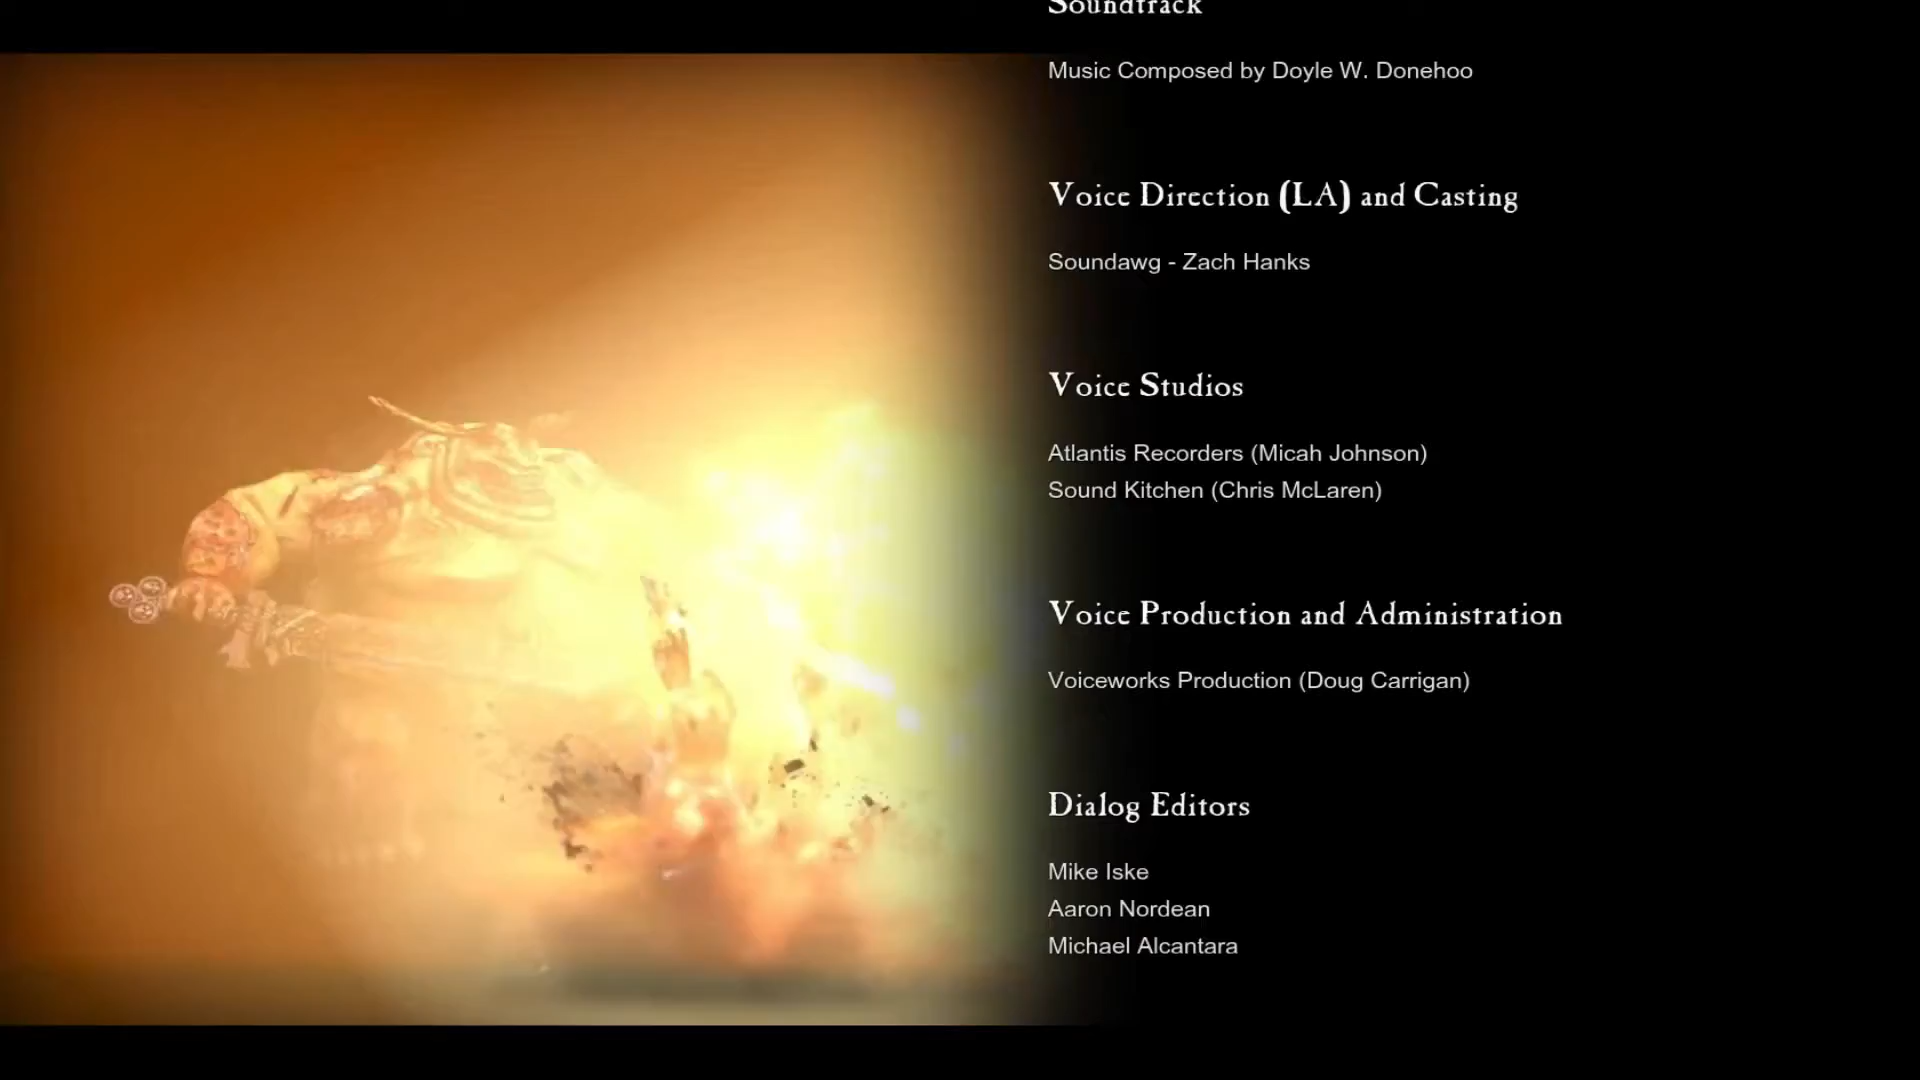 Soundtrack
Music Composed by Doyle W. Donehoo
Voice Direction (LA) and Casting
Soundawg - Zach Hanks
Voice Studios
Atlantis Recorders (Micah Johnson)
Sound Kitchen (Chris McLaren)
Voice Production and Administration
Voiceworks Production (Doug Carrigan)
Dialog Editors
Mike Iske
Aaron Nordean
Michael Alcantara